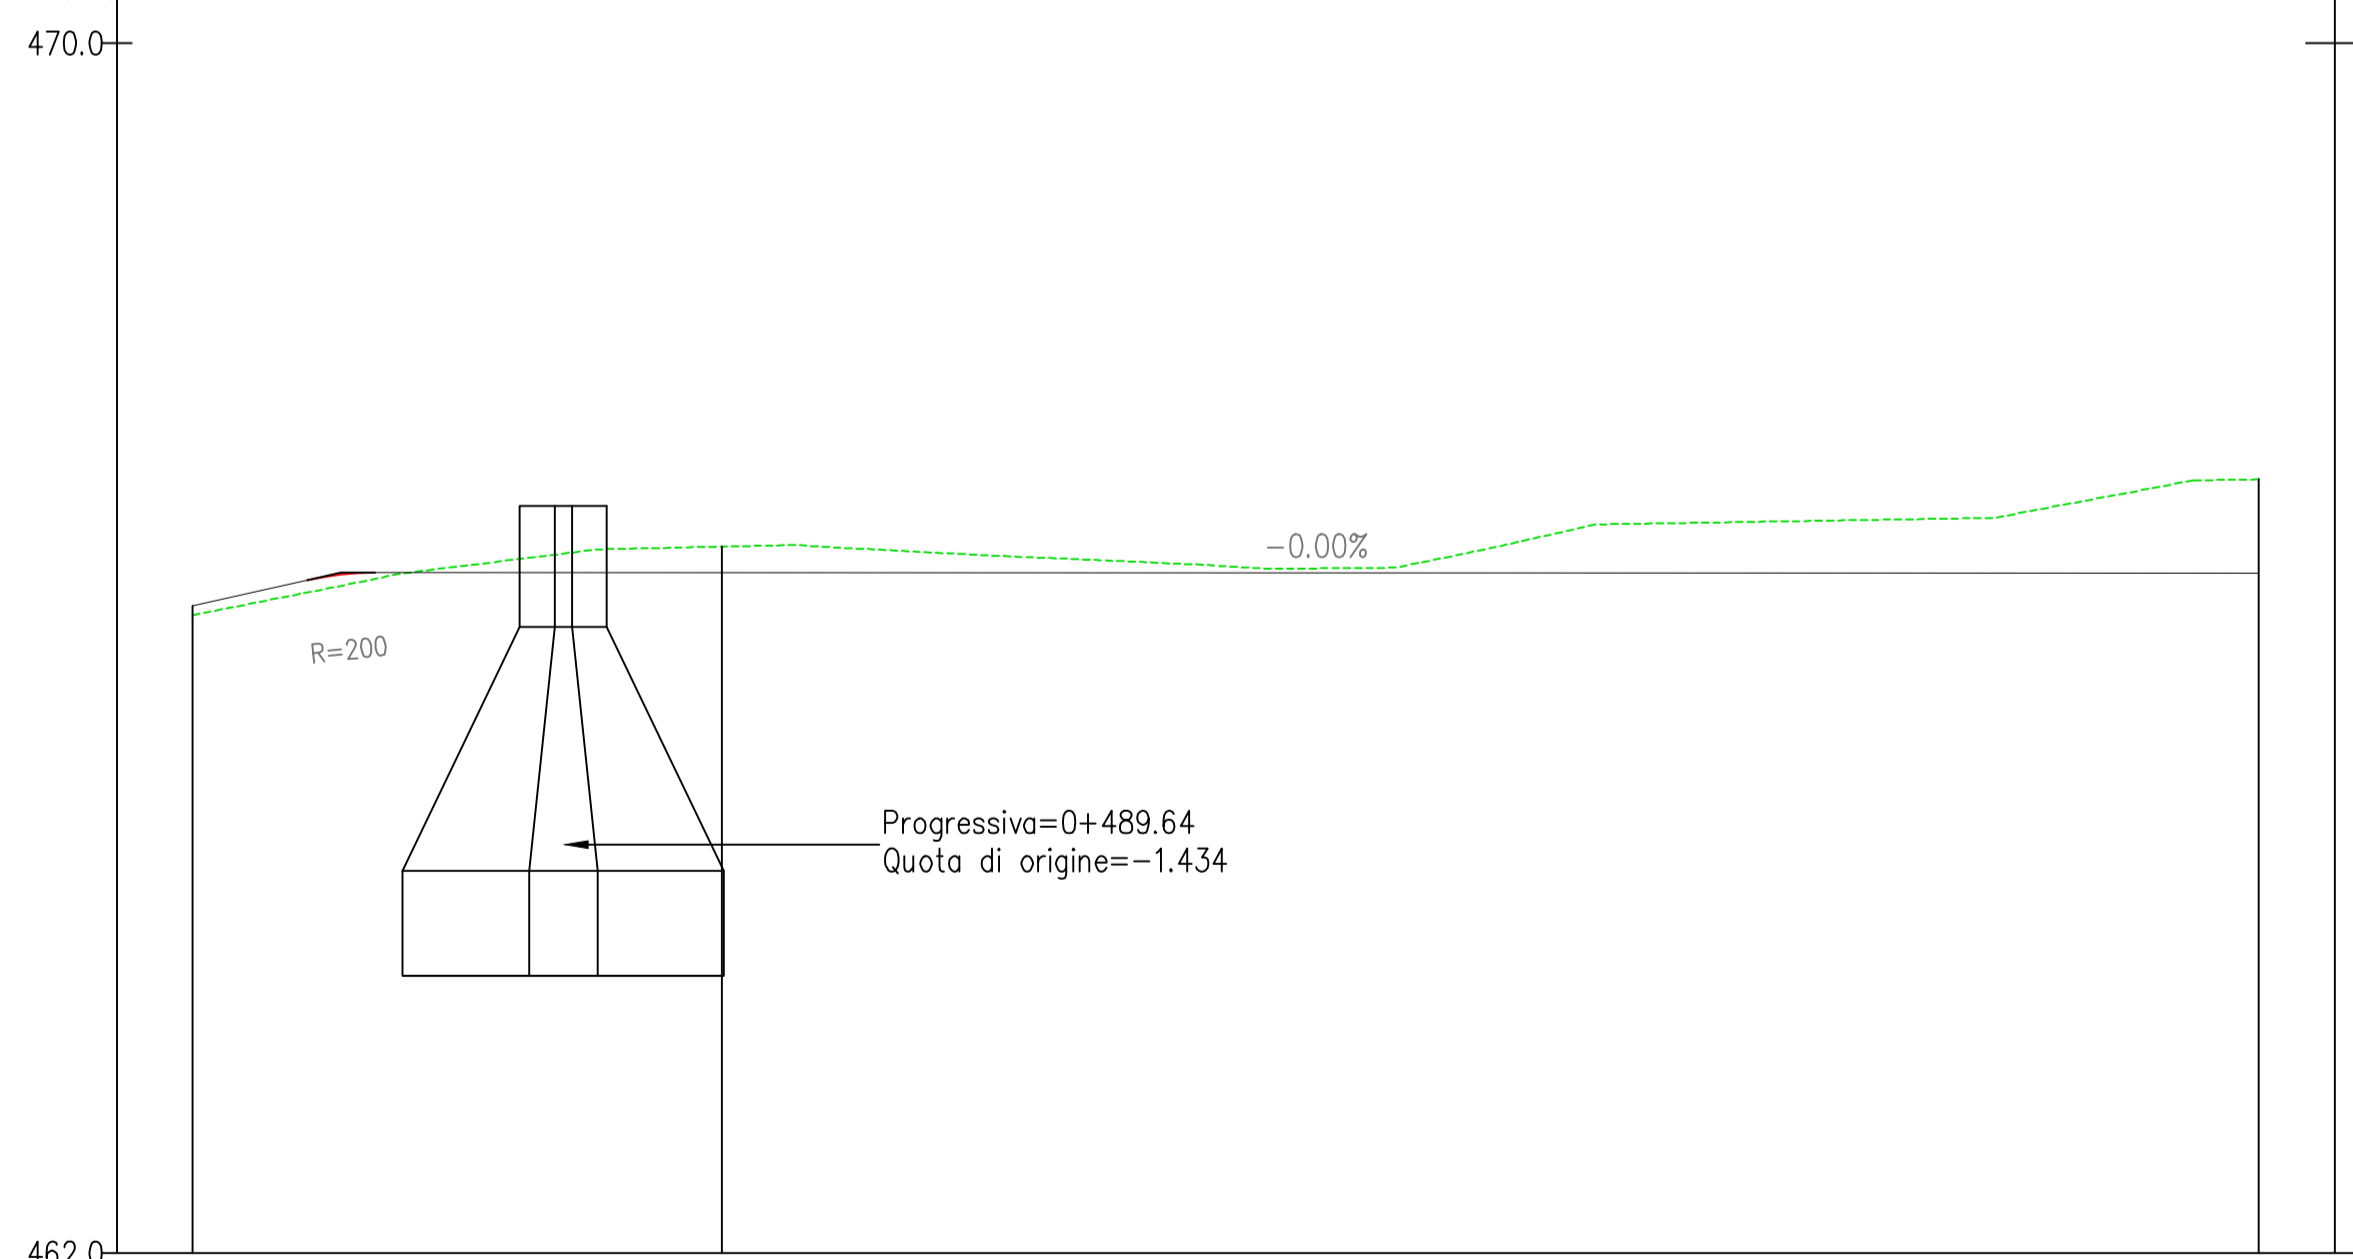 470.0
-0.00%
R=200
Progressiva=0+489.64
Quota di origine=-1.434
462.0